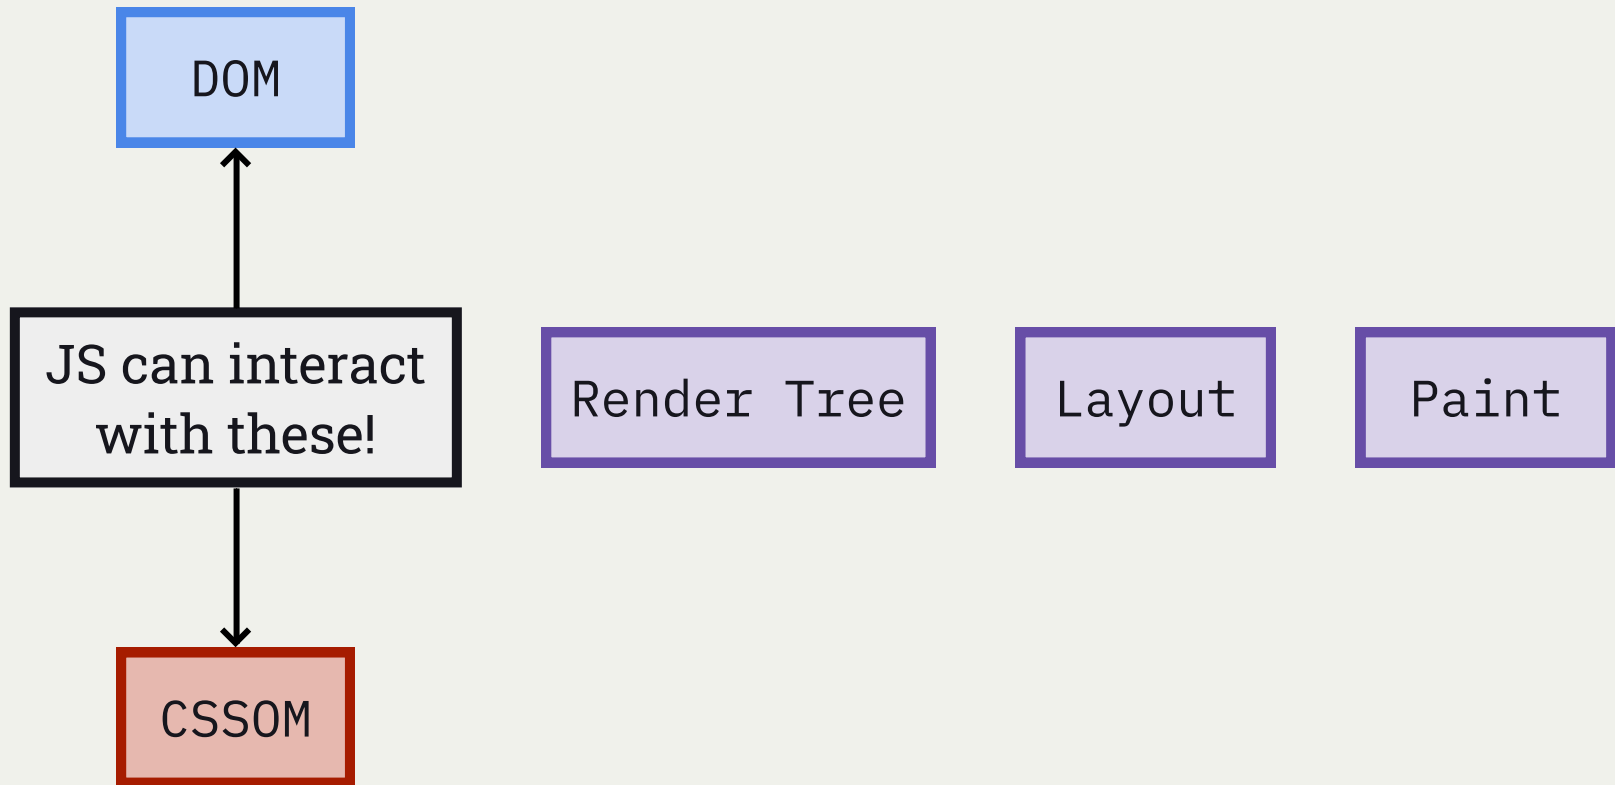 DOM
JS can interact
with these!
Render Tree
Layout
Paint
CSSOM